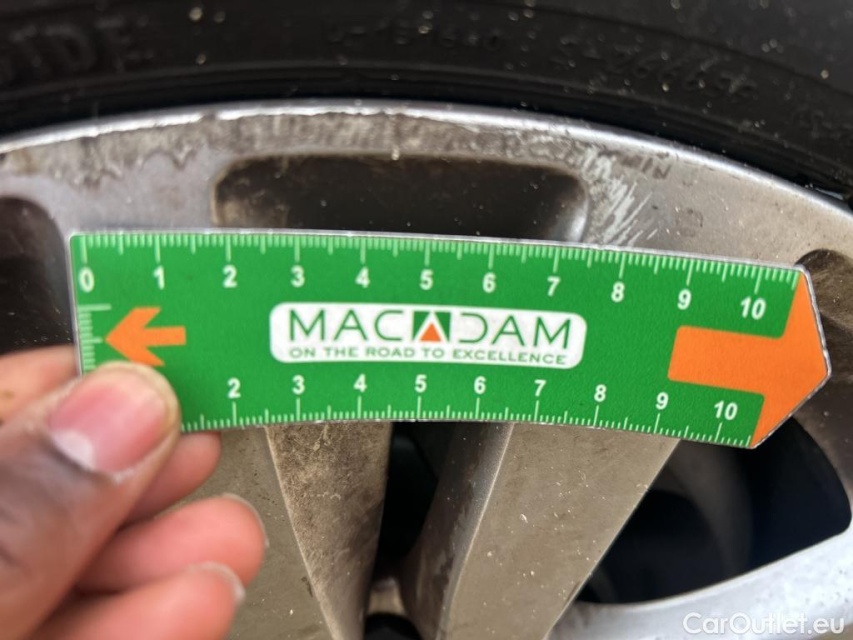 0 1 2 3 4 5 6 7 8 9 10
MACADAM
ON THE ROAD TO EXCELLENCE
2 3 4 5 6 7 8 9 10
CarOutlet.eu